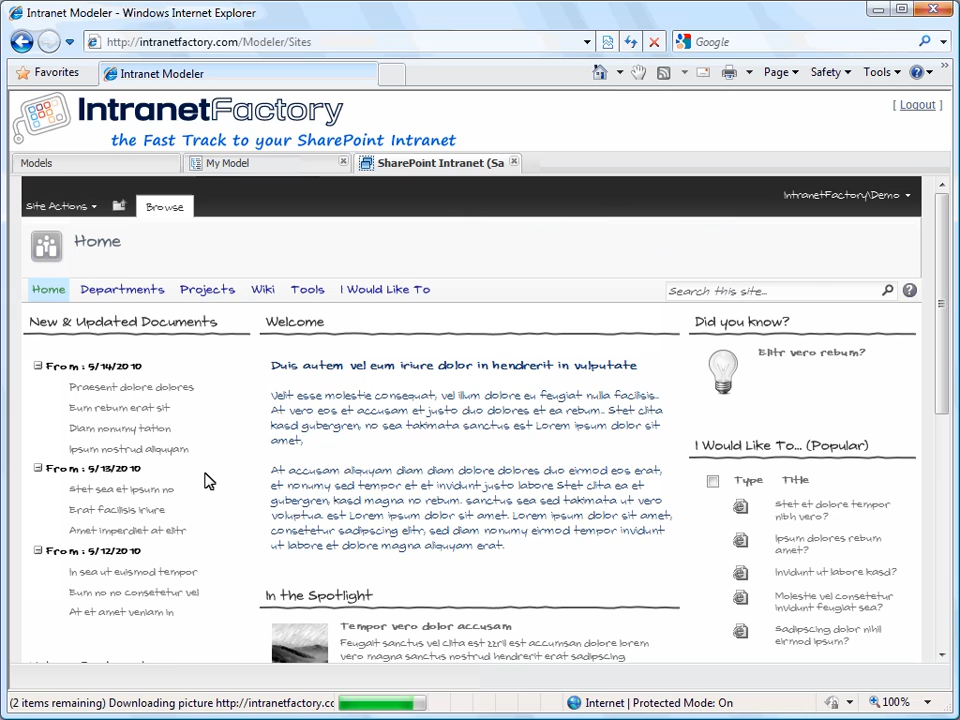 Intranet Modeler - Windows Internet Explorer
http://intranetfactory.com/Modeler/Sites
Google
Favorites
Intranet Modeler
Page
Safety
Tools
IntranetFactory
the Fast Track to your SharePoint Intranet
[ Logout ]
Models
My Model
SharePoint Intranet (Sa
Site Actions
Browse
IntranetFactory\Demo
Home
Home
Departments
Projects
Wiki
Tools
I Would Like To
Search this site...
New & Updated Documents
From : 5/14/2010
Praesent dolore dolores
Eum rebum erat sit
Diam nonumy tation
Ipsum nostrud aliquyam
From : 5/13/2010
Stet sea et ipsum no
Erat facilisis iriure
Amet imperdiet at elitr
From : 5/12/2010
In sea ut euismod tempor
Eum no no consetetur vel
At et amet veniam in
Welcome
Duis autem vel eum iriure dolor in hendrerit in vulputate
Velit esse molestie consequat, vel illum dolore eu feugiat nulla facilisis..
At vero eos et accusam et justo duo dolores et ea rebum.. Stet clita
kasd gubergren, no sea takimata sanctus est Lorem ipsum dolor sit
amet,
At accusam aliquyam diam diam dolore dolores duo eirmod eos erat,
et nonumy sed tempor et et invidunt justo labore Stet clita ea et
gubergren, kasd magna no rebum. sanctus sea sed takimata ut vero
voluptua. est Lorem ipsum dolor sit amet. Lorem ipsum dolor sit amet,
consetetur sadipscing elitr, sed diam nonumy eirmod tempor invidunt
ut labore et dolore magna aliquyam erat.
In the Spotlight
Tempor vero dolor accusam
Feugait sanctus vel clita est zzril est accumsan dolore lorem
vero magna sanctus nostrud hendrerit erat sadipscing
Did you know?
Elitr vero rebum?
I Would Like To... (Popular)
Type
Title
Stet et dolore tempor
nibh vero?
Ipsum dolores rebum
amet?
Invidunt ut labore kasd?
Molestie vel consetetur
invidunt feugiat sea?
Sadipscing dolor nihil
eirmod ipsum?
(2 items remaining) Downloading picture http://intranetfactory.cc
Internet | Protected Mode: On
100%